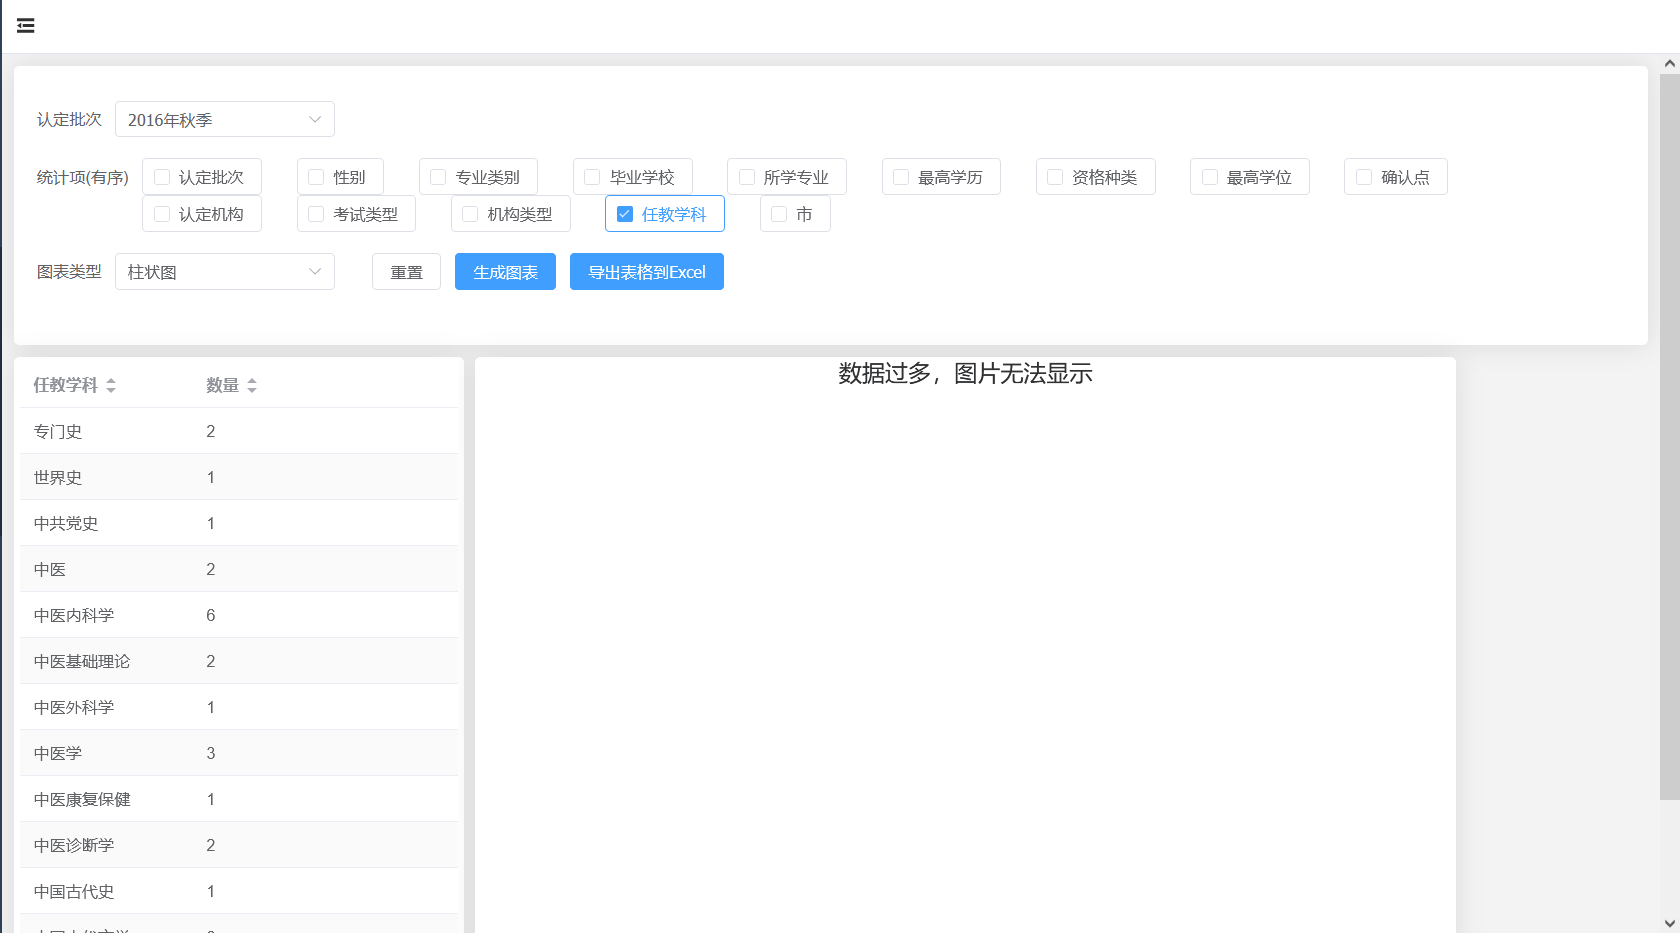 认定批次 2016年秋季
统计项(有序) 认定批次 性别 专业类别 毕业学校 所学专业 最高学历 资格种类 最高学位 确认点
认定机构 考试类型 机构类型 任教学科 市
图表类型 柱状图 重置 生成图表 导出表格到Excel
数据过多，图片无法显示
任教学科 数量
专门史 2
世界史 1
中共党史 1
中医 2
中医内科学 6
中医基础理论 2
中医外科学 1
中医学 3
中医康复保健 1
中医诊断学 2
中国古代史 1